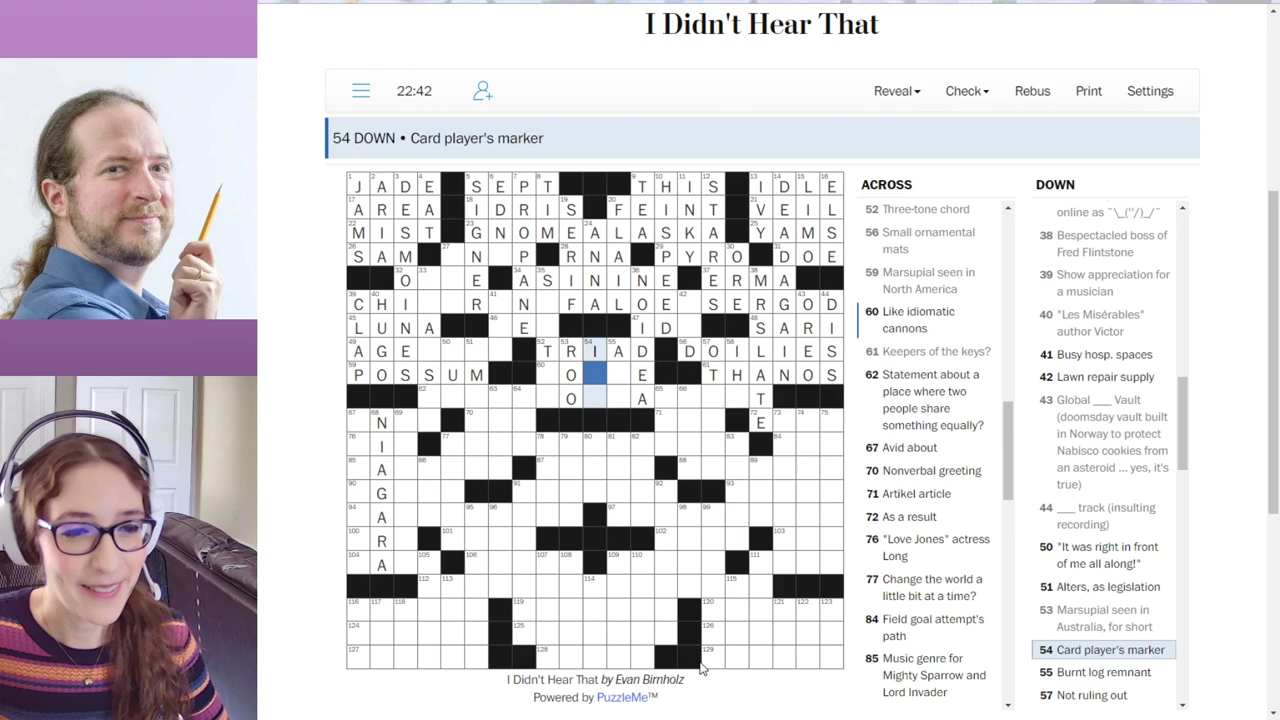 I Didn't Hear That
22:42
Reveal
Check
Rebus
Print
Settings
54 DOWN • Card player's marker
J A D E S E P T T H I S I D L E
A R E A I D R I S F E I N T V E I L
M I S T G N O M E A L A S K A Y A M S
S A M N P R N A P Y R O D O E
O E A S I N I N E E R M A
C H I R N F A L O E S E R G O D
L U N A E I D S A R I
A G E T R I A D D O I L I E S
P O S S U M O E T H A N O S
O A T
N E
I
A
G
A
R
A
ACROSS
52 Three-tone chord
56 Small ornamental
mats
59 Marsupial seen in
North America
60 Like idiomatic
cannons
61 Keepers of the keys?
62 Statement about a
place where two
people share
something equally?
67 Avid about
70 Nonverbal greeting
71 Artikel article
72 As a result
76 "Love Jones" actress
Long
77 Change the world a
little bit at a time?
84 Field goal attempt's
path
85 Music genre for
Mighty Sparrow and
Lord Invader
DOWN
online as ¯\_(ツ)_/¯
38 Bespectacled boss of
Fred Flintstone
39 Show appreciation for
a musician
40 "Les Misérables"
author Victor
41 Busy hosp. spaces
42 Lawn repair supply
43 Global ___ Vault
(doomsday vault built
in Norway to protect
Nabisco cookies from
an asteroid ... yes, it's
true)
44 ___ track (insulting
recording)
50 "It was right in front
of me all along!"
51 Alters, as legislation
53 Marsupial seen in
Australia, for short
54 Card player's marker
55 Burnt log remnant
57 Not ruling out
I Didn't Hear That by Evan Birnholz
Powered by PuzzleMe™